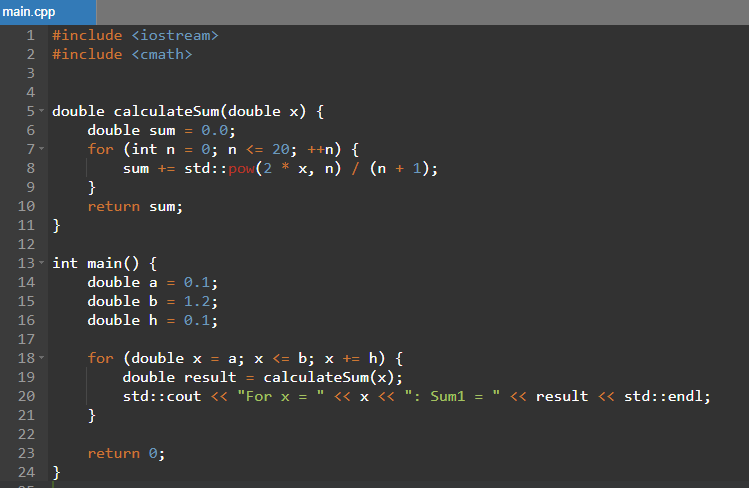 main.cpp
1 #include <iostream>
2 #include <cmath>
3
4
5 double calculateSum(double x) {
6     double sum = 0.0;
7     for (int n = 0; n <= 20; ++n) {
8         sum += std::pow(2 * x, n) / (n + 1);
9     }
10     return sum;
11 }
12
13 int main() {
14     double a = 0.1;
15     double b = 1.2;
16     double h = 0.1;
17
18     for (double x = a; x <= b; x += h) {
19         double result = calculateSum(x);
20         std::cout << "For x = " << x << ": Sum1 = " << result << std::endl;
21     }
22
23     return 0;
24 }
25